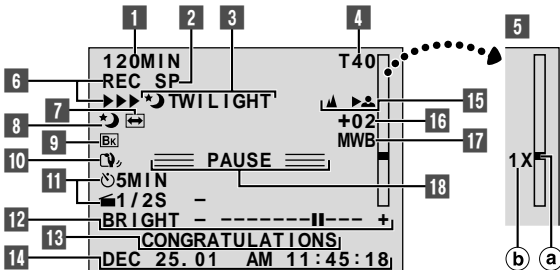 1 2 3 4 5
120MIN T40
REC SP
6 TWILIGHT
7 15
8 +02 16
9 BK MWB 17
10 PAUSE
11 5MIN 18
1/2S –
12 BRIGHT – – – – – – – – – – – – +
13 CONGRATULATIONS
14 DEC 25.01 AM 11:45:18
1X
b a